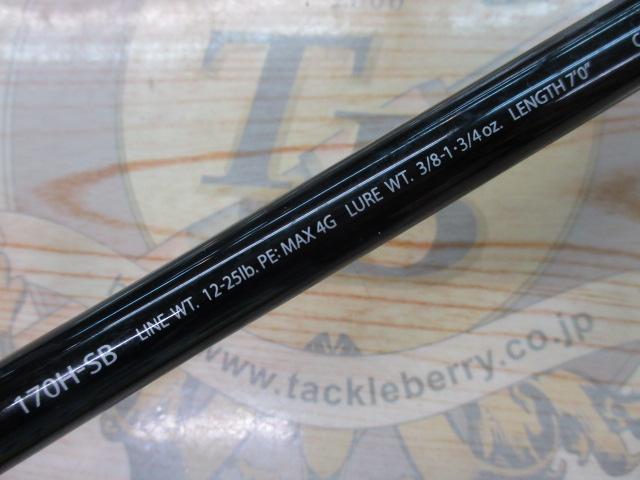 170H-SB LINE WT. 12-25lb. PE: MAX 4G LURE WT. 3/8-1・3/4oz. LENGTH 7'0"
TB
www.tackleberry.co.jp